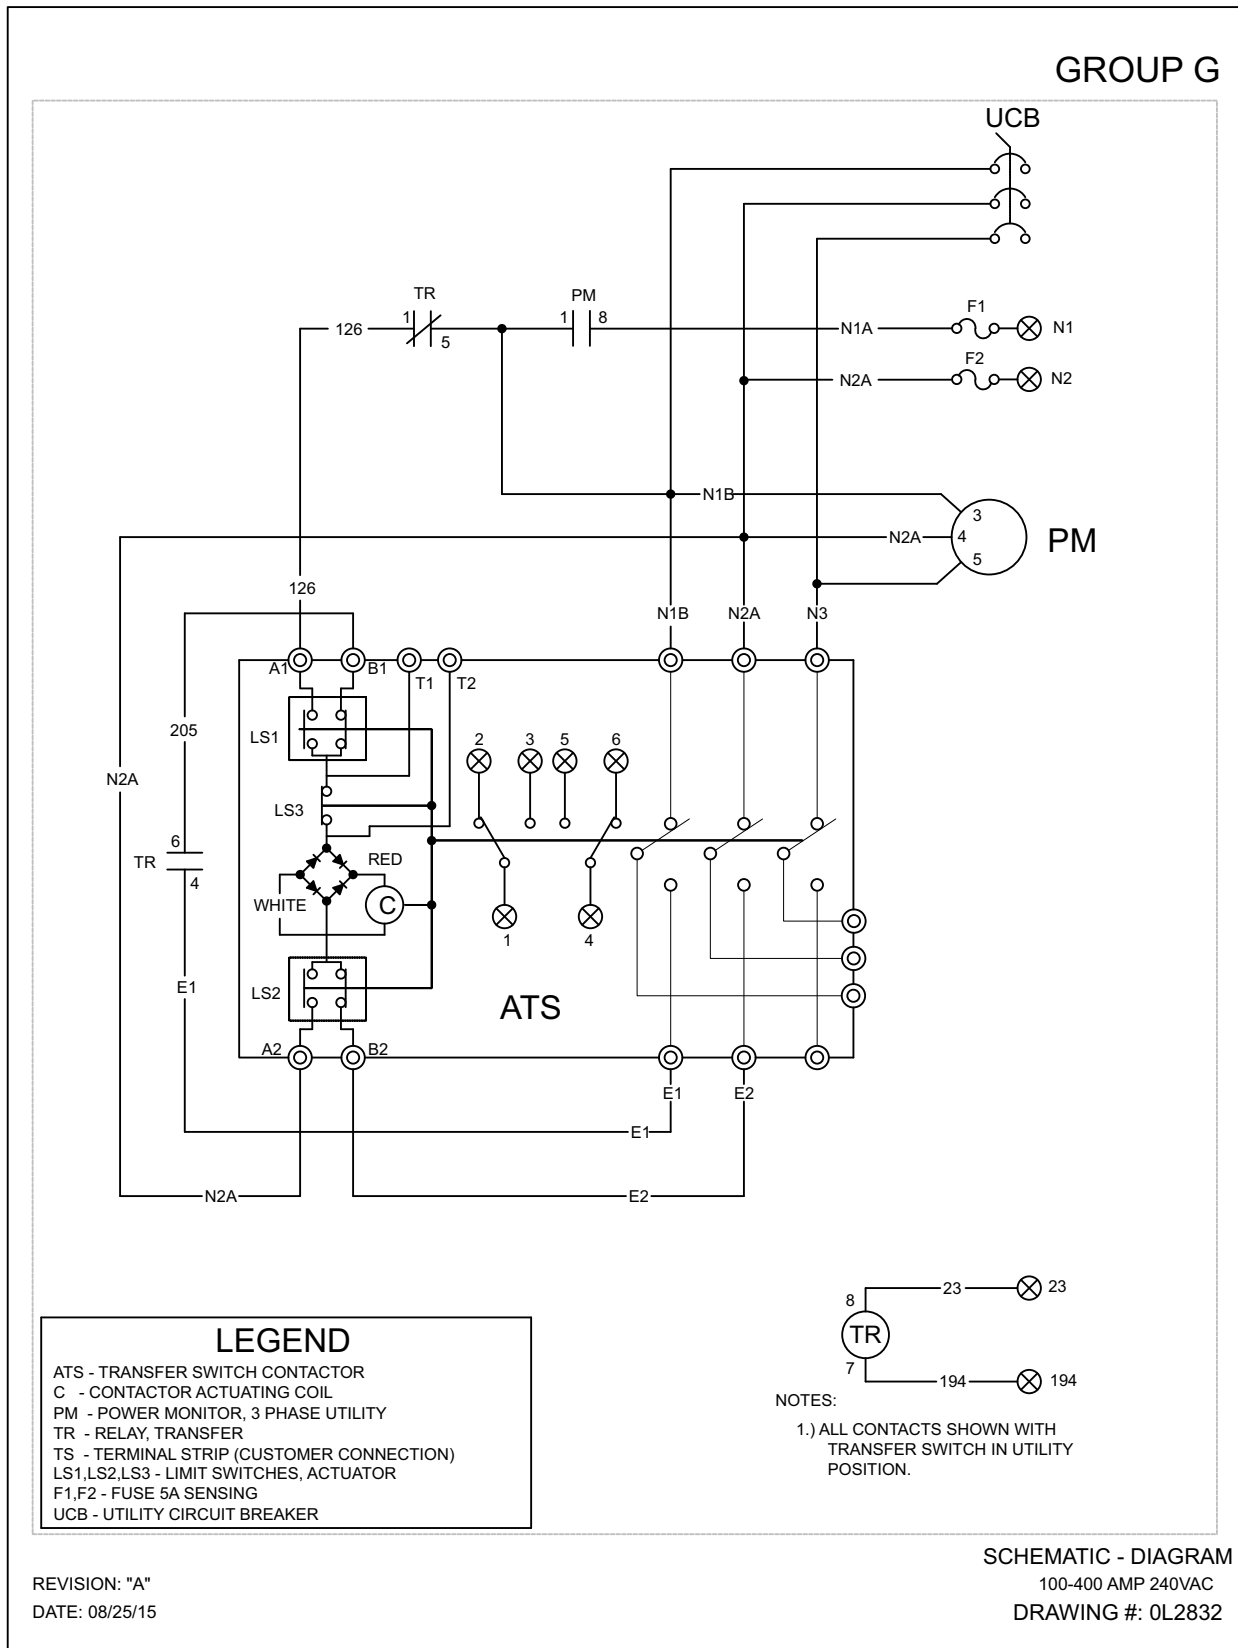 GROUP G
UCB
TR
PM
F1
1
5
1
8
126
N1A
N1
F2
N2A
N2
N1B
3
N2A
4
PM
5
126
N1B
N2A
N3
A1
B1
T1
T2
205
LS1
2
3
5
6
N2A
LS3
6
TR
4
RED
WHITE
C
1
4
E1
LS2
ATS
A2
B2
E1
E2
E1
N2A
E2
8
23
23
TR
7
194
194
LEGEND
ATS - TRANSFER SWITCH CONTACTOR
C - CONTACTOR ACTUATING COIL
PM - POWER MONITOR, 3 PHASE UTILITY
TR - RELAY, TRANSFER
TS - TERMINAL STRIP (CUSTOMER CONNECTION)
LS1,LS2,LS3 - LIMIT SWITCHES, ACTUATOR
F1,F2 - FUSE 5A SENSING
UCB - UTILITY CIRCUIT BREAKER
NOTES:
1.) ALL CONTACTS SHOWN WITH
TRANSFER SWITCH IN UTILITY
POSITION.
SCHEMATIC - DIAGRAM
REVISION: "A"
100-400 AMP 240VAC
DATE: 08/25/15
DRAWING #: 0L2832